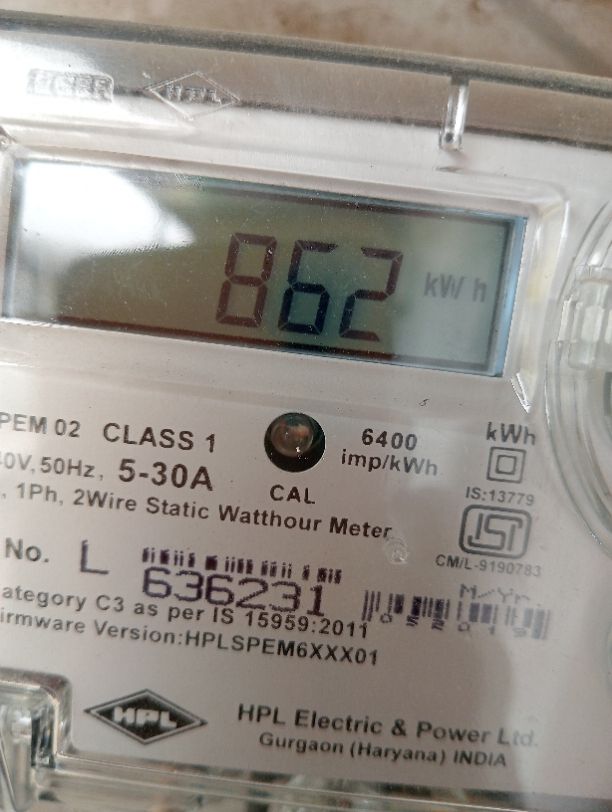 HPL
862 kWh
PEM 02 CLASS 1
6400
imp/kWh
kWh
0V, 50Hz, 5-30A
CAL
IS:13779
, 1Ph, 2Wire Static Watthour Meter
ISI
CM/L-9190783
No. L 636231
M/Yr.
ategory C3 as per IS 15959:2011
irmware Version:HPLSPEM6XXX01
HPL
HPL Electric & Power Ltd.
Gurgaon (Haryana) INDIA